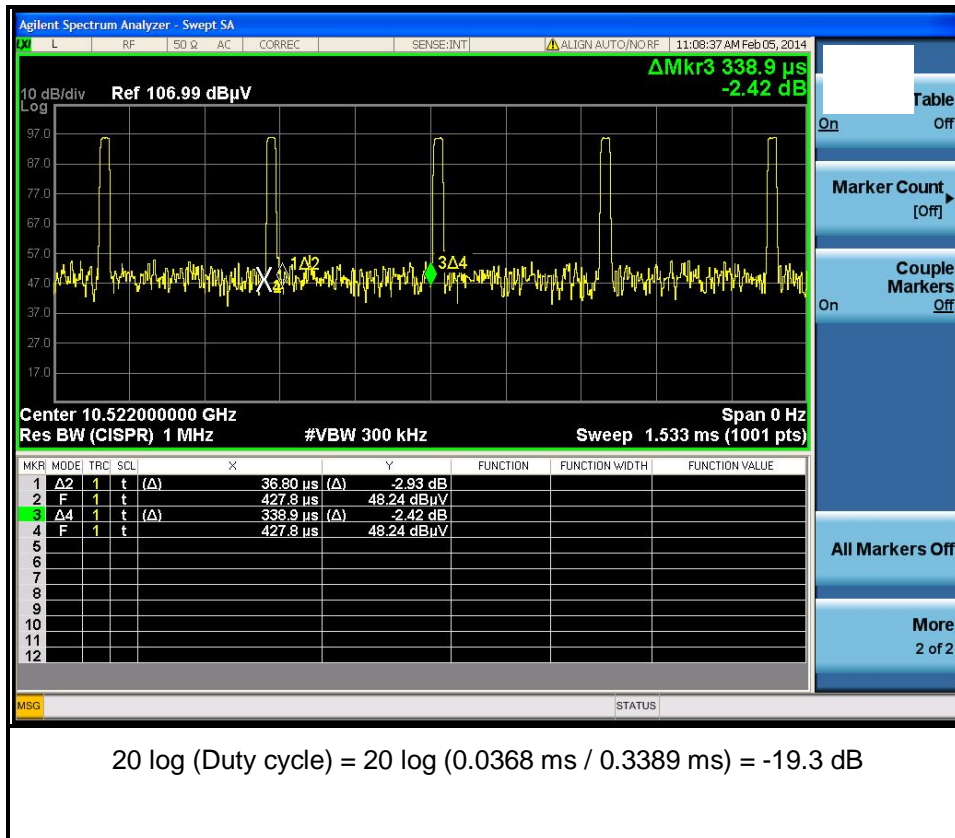 Agilent Spectrum Analyzer - Swept SA
LXI L RF 50 Ω AC CORREC SENSE:INT ALIGN AUTO/NO RF 11:08:37 AM Feb 05, 2014
ΔMkr3 338.9 µs
-2.42 dB
10 dB/div Ref 106.99 dBµV
Log
97.0
87.0
77.0
67.0
57.0
47.0
37.0
27.0
17.0
1Δ2
3Δ4
Center 10.522000000 GHz
Span 0 Hz
Res BW (CISPR) 1 MHz #VBW 300 kHz Sweep 1.533 ms (1001 pts)
MKR MODE TRC SCL X Y FUNCTION FUNCTION WIDTH FUNCTION VALUE
1 Δ2 1 t (Δ) 36.80 µs (Δ) -2.93 dB
2 F 1 t 427.8 µs 48.24 dBµV
3 Δ4 1 t (Δ) 338.9 µs (Δ) -2.42 dB
4 F 1 t 427.8 µs 48.24 dBµV
5
6
7
8
9
10
11
12
MSG STATUS
Table
On Off
Marker Count
[Off]
Couple
Markers
On Off
All Markers Off
More
2 of 2
20 log (Duty cycle) = 20 log (0.0368 ms / 0.3389 ms) = -19.3 dB